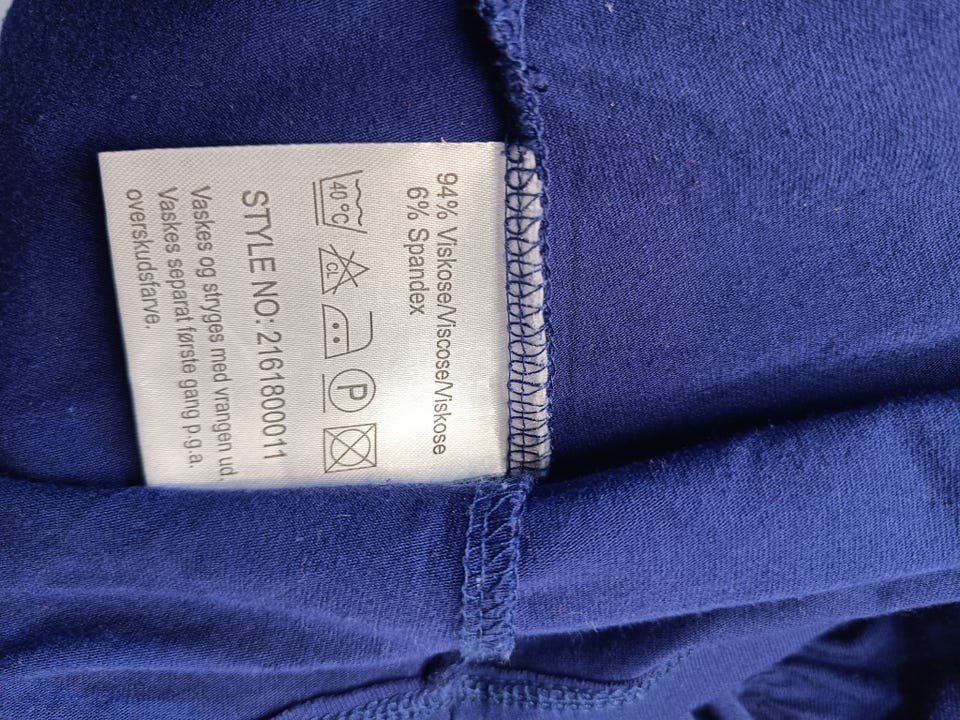 94% Viskose/Viscose/Viskose
6% Spandex
40°C CL P
STYLE NO: 2161800011
Vaskes og stryges med vrangen ud.
Vaskes separat første gang p.g.a.
overskudsfarve.